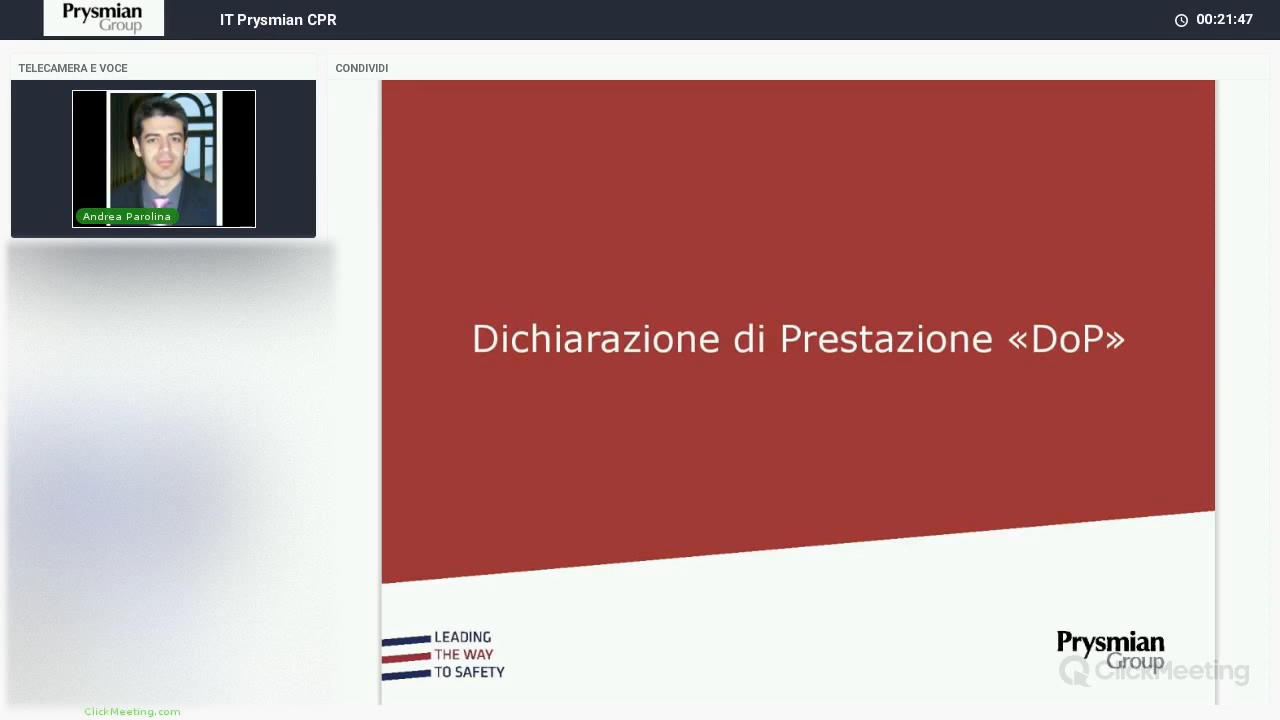 Prysmian
Group
IT Prysmian CPR
00:21:47
TELECAMERA E VOCE
CONDIVIDI
Andrea Parolina
Dichiarazione di Prestazione «DoP»
LEADING
THE WAY
TO SAFETY
Prysmian
Group
ClickMeeting
ClickMeeting.com